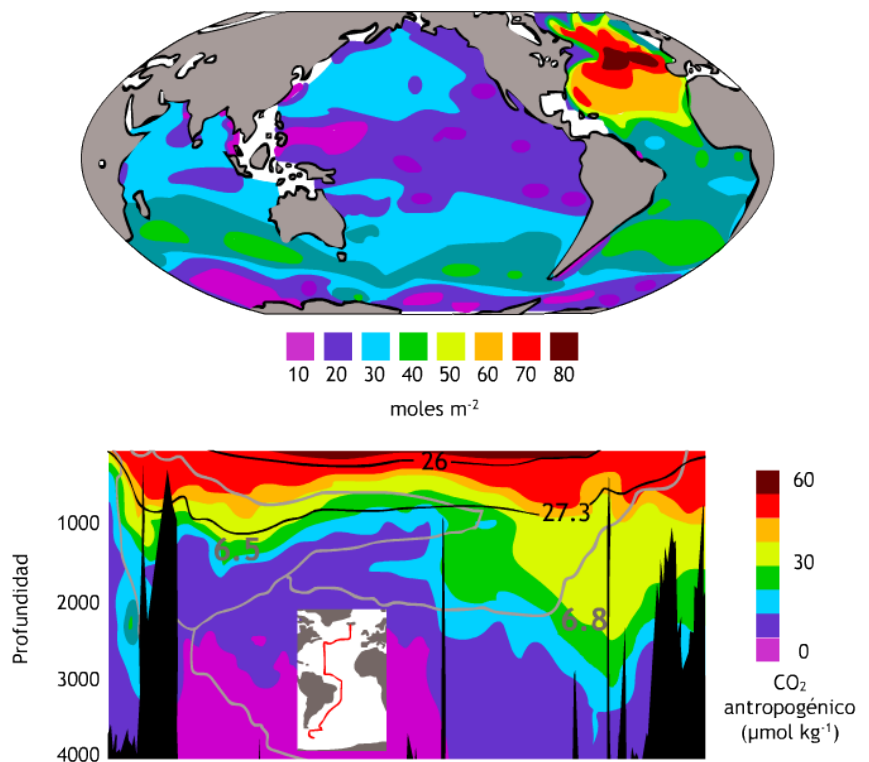 10 20 30 40 50 60 70 80
moles m⁻²
26
27.3
6.5
6.8
Profundidad
1000
2000
3000
4000
60
30
0
CO₂
antropogénico
(µmol kg⁻¹)